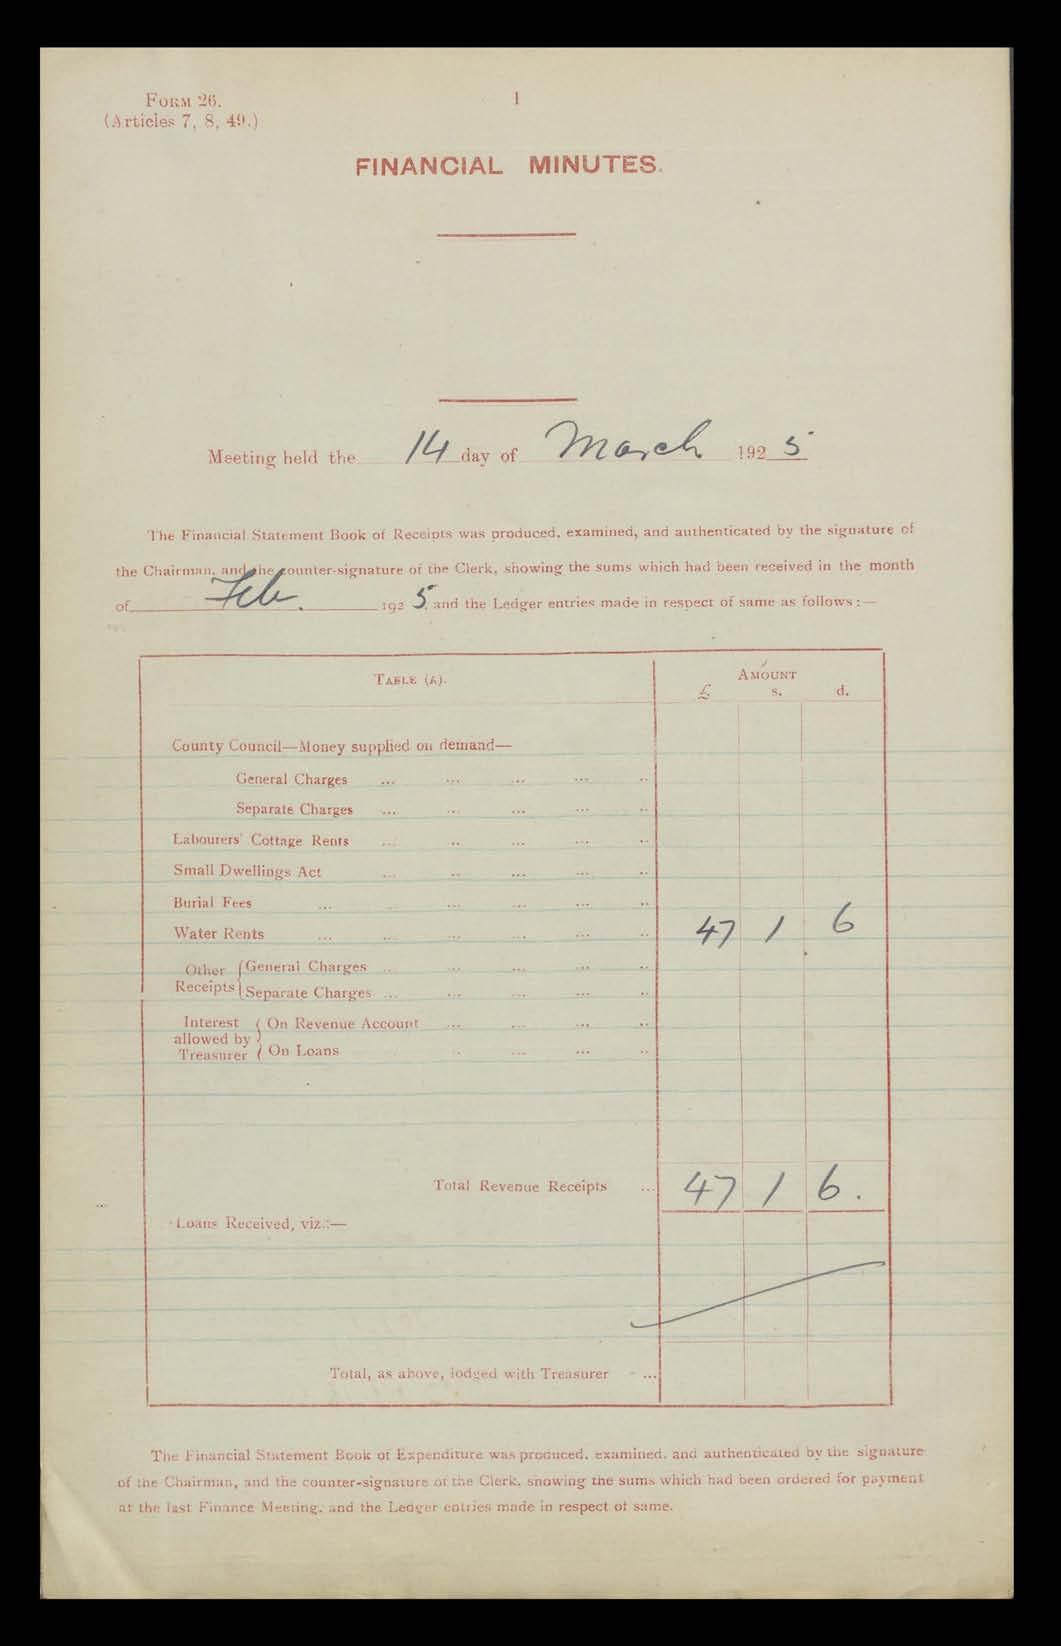 FORM 26.
1
(Articles 7, 8, 49.)
FINANCIAL MINUTES.
Meeting held the 14 day of March 1925
The Financial Statement Book of Receipts was produced, examined, and authenticated by the signature of
the Chairman, and the counter-signature of the Clerk, showing the sums which had been received in the month
of Feb. 1925, and the Ledger entries made in respect of same as follows:—
TABLE (A).
AMOUNT
£ s. d.
County Council—Money supplied on demand—
General Charges ... ... ... ... ..
Separate Charges ... ... ... ... ..
Labourers' Cottage Rents ... .. ... ... ..
Small Dwellings Act ... .. ... ... ..
Burial Fees ... ... ... ... ... ..
Water Rents ... ... ... ... ... .. 47 1 6
Other Receipts { General Charges ... ... ... ... ..
Separate Charges ... ... ... ... ..
Interest allowed by Treasurer { On Revenue Account ... ... ... ..
On Loans .. ... ... ..
Total Revenue Receipts ... 47 1 6.
Loans Received, viz.:—
Total, as above, lodged with Treasurer - ...
The Financial Statement Book of Expenditure was produced, examined, and authenticated by the signature
of the Chairman, and the counter-signature of the Clerk, showing the sums which had been ordered for payment
at the last Finance Meeting, and the Ledger entries made in respect of same.